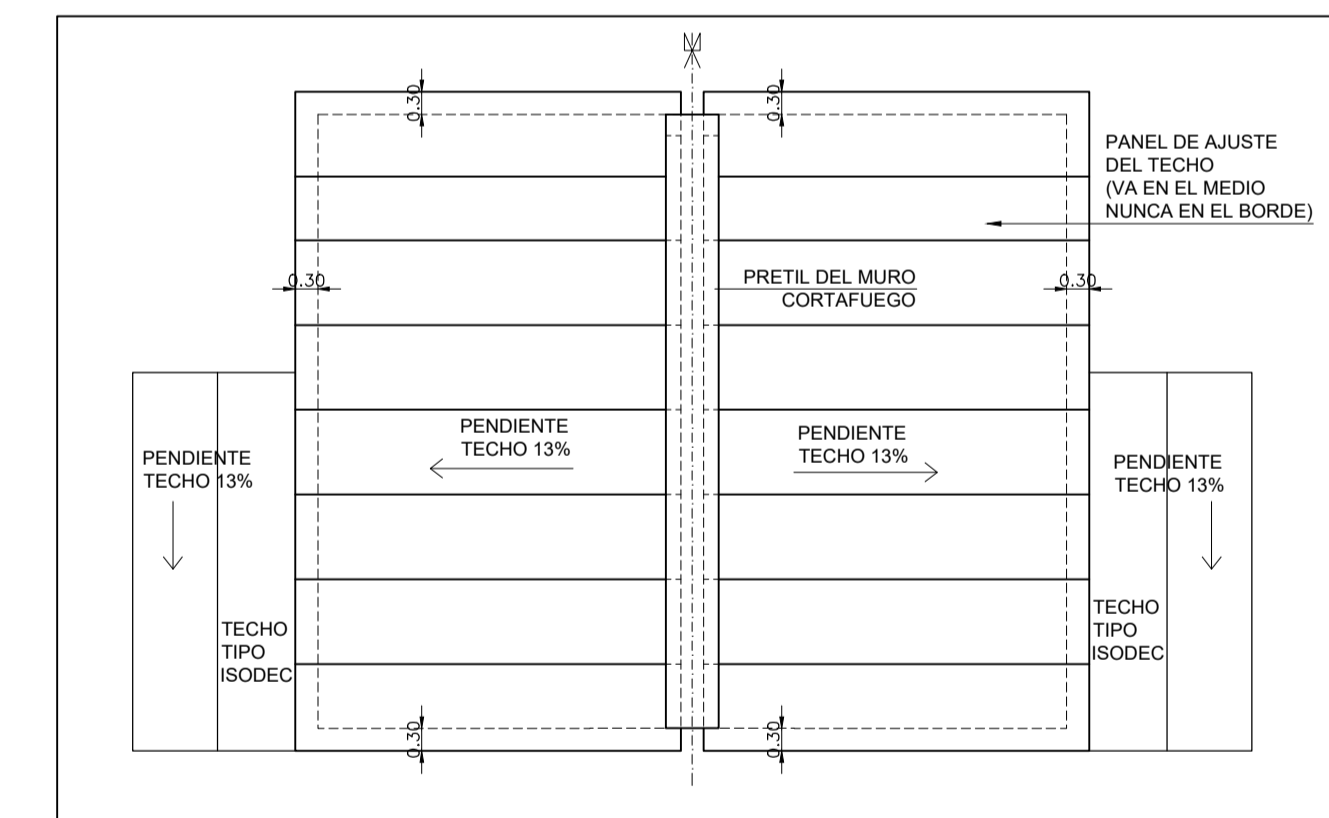 0.30
0.30
PANEL DE AJUSTE
DEL TECHO
(VA EN EL MEDIO
NUNCA EN EL BORDE)
0.30
PRETIL DEL MURO
CORTAFUEGO
0.30
PENDIENTE
TECHO 13%
PENDIENTE
TECHO 13%
PENDIENTE
TECHO 13%
PENDIENTE
TECHO 13%
TECHO
TIPO
ISODEC
TECHO
TIPO
ISODEC
0.30
0.30